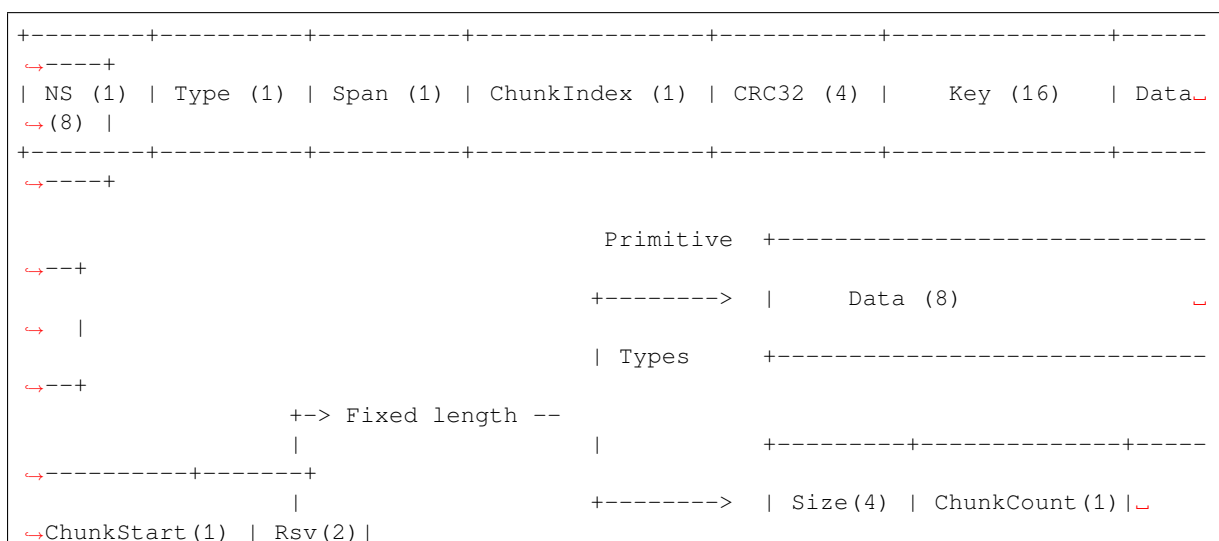 +--------+----------+----------+---------------+-----------+---------------+------
↪----+
| NS (1) | Type (1) | Span (1) | ChunkIndex (1) | CRC32 (4) |    Key (16)    | Data␣
↪(8) |
+--------+----------+----------+---------------+-----------+---------------+------
↪----+
                                       Primitive  +-----------------------------
↪--+
                                      +-------->  |     Data (8)                ␣
↪  |
                                      | Types     +-----------------------------
↪--+
                  +-> Fixed length --
                  |                   |           +---------+--------------+-----
↪----------+-------+
                  |                   +-------->  | Size(4) | ChunkCount(1)|␣
↪ChunkStart(1) | Rsv(2)|